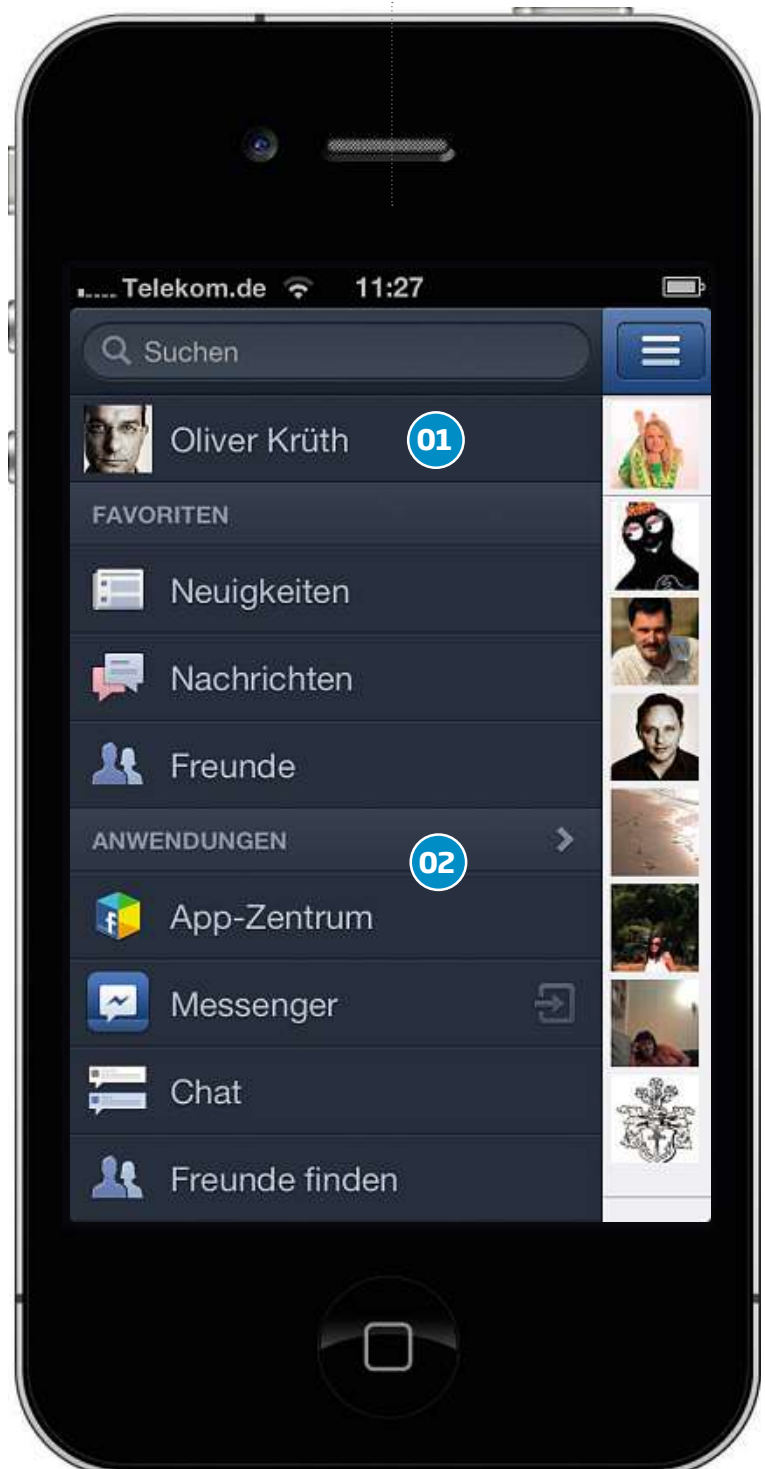 Telekom.de 11:27
Suchen
Oliver Krüth 01
FAVORITEN
Neuigkeiten
Nachrichten
Freunde
ANWENDUNGEN 02
App-Zentrum
Messenger
Chat
Freunde finden